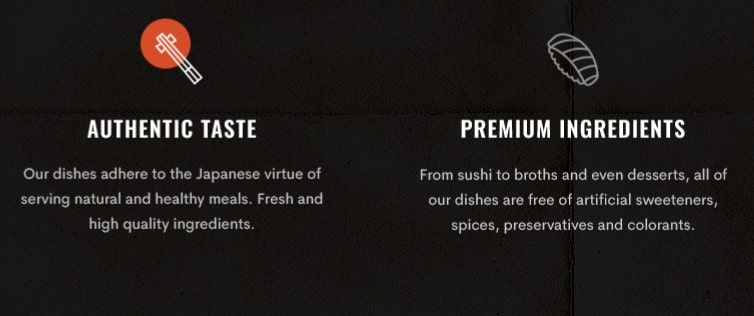 AUTHENTIC TASTE
Our dishes adhere to the Japanese virtue of
serving natural and healthy meals. Fresh and
high quality ingredients.
PREMIUM INGREDIENTS
From sushi to broths and even desserts, all of
our dishes are free of artificial sweeteners,
spices, preservatives and colorants.